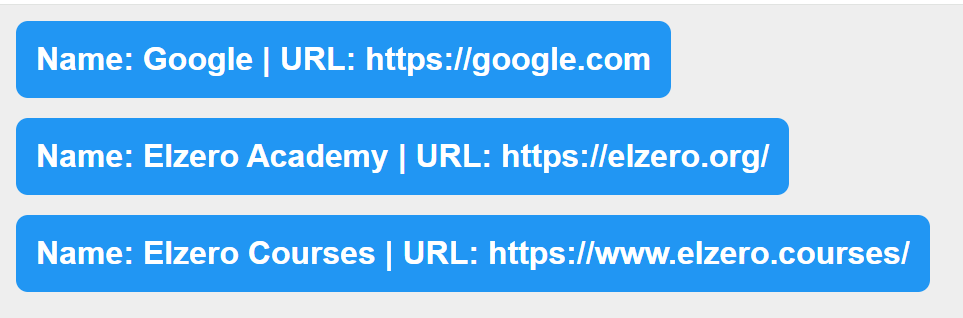 Name: Google | URL: https://google.com
Name: Elzero Academy | URL: https://elzero.org/
Name: Elzero Courses | URL: https://www.elzero.courses/